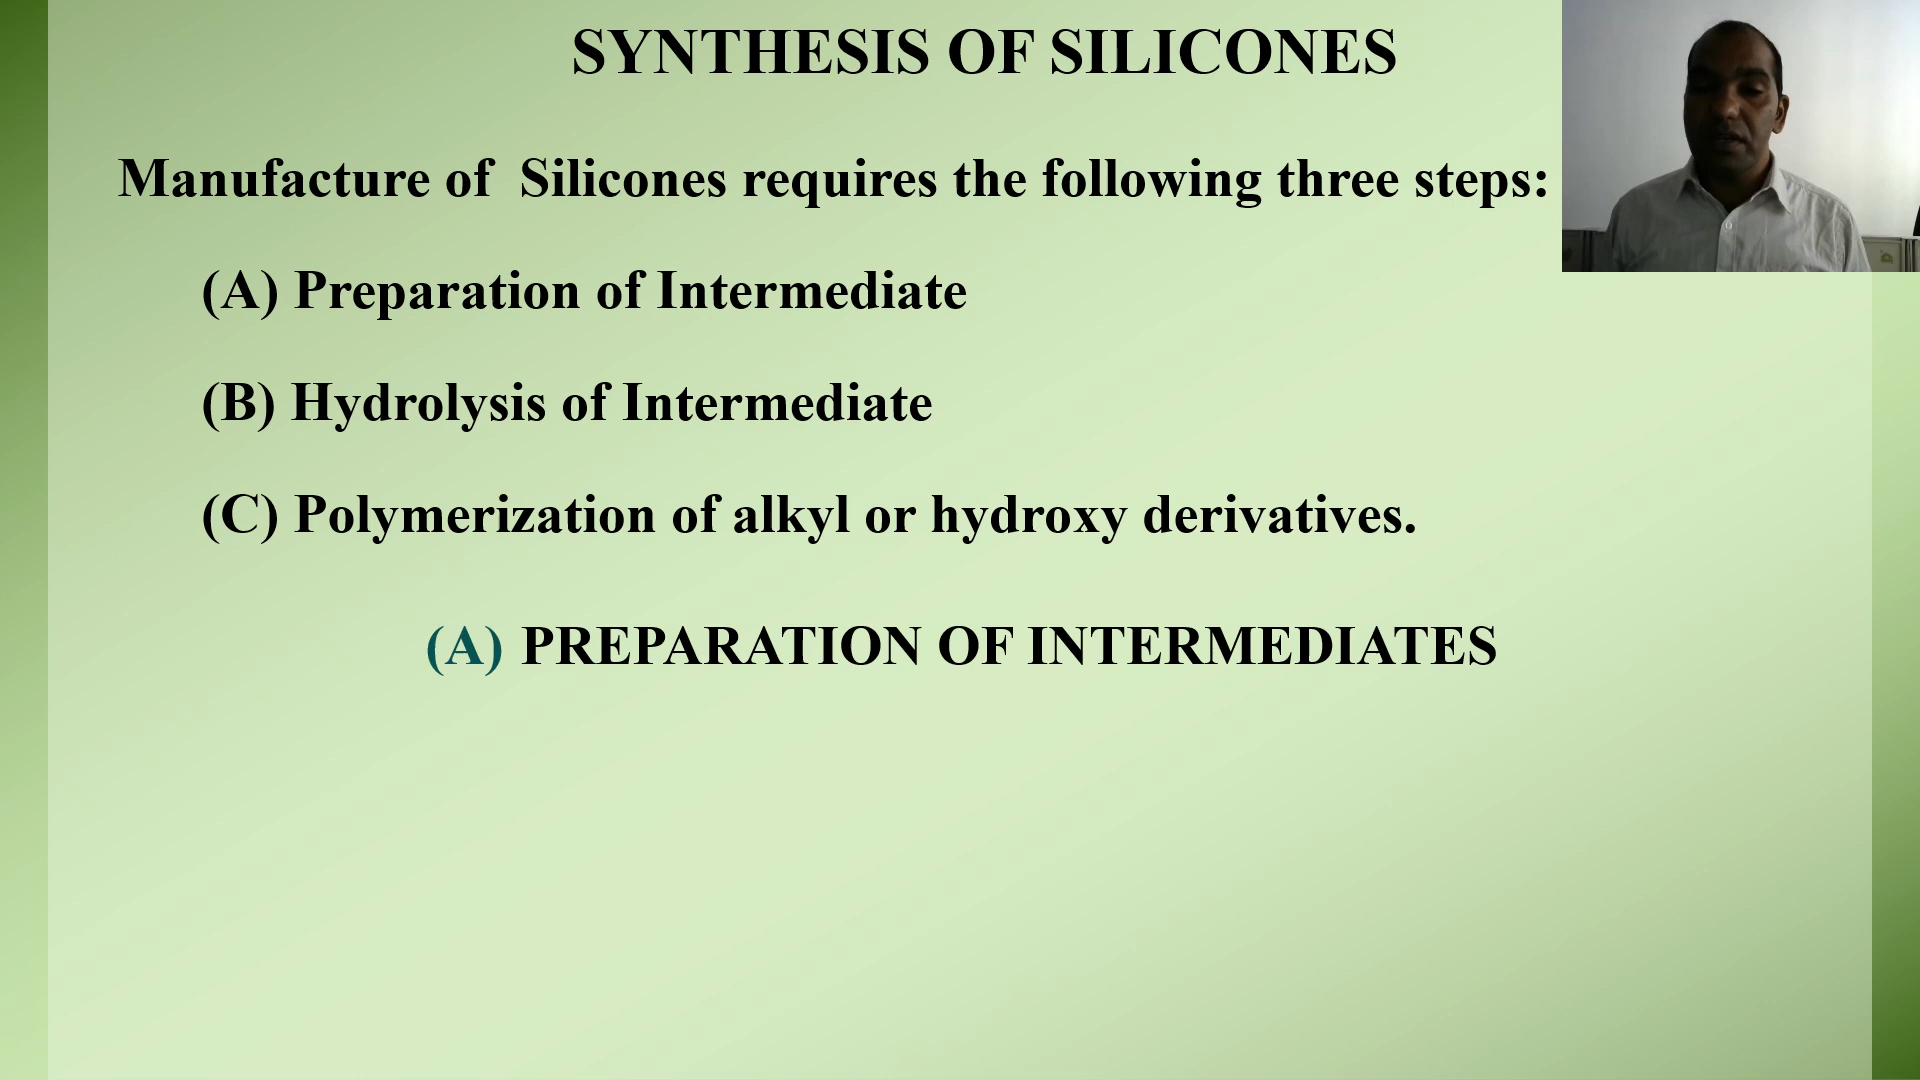 SYNTHESIS OF SILICONES
Manufacture of  Silicones requires the following three steps:
(A) Preparation of Intermediate
(B) Hydrolysis of Intermediate
(C) Polymerization of alkyl or hydroxy derivatives.
(A) PREPARATION OF INTERMEDIATES